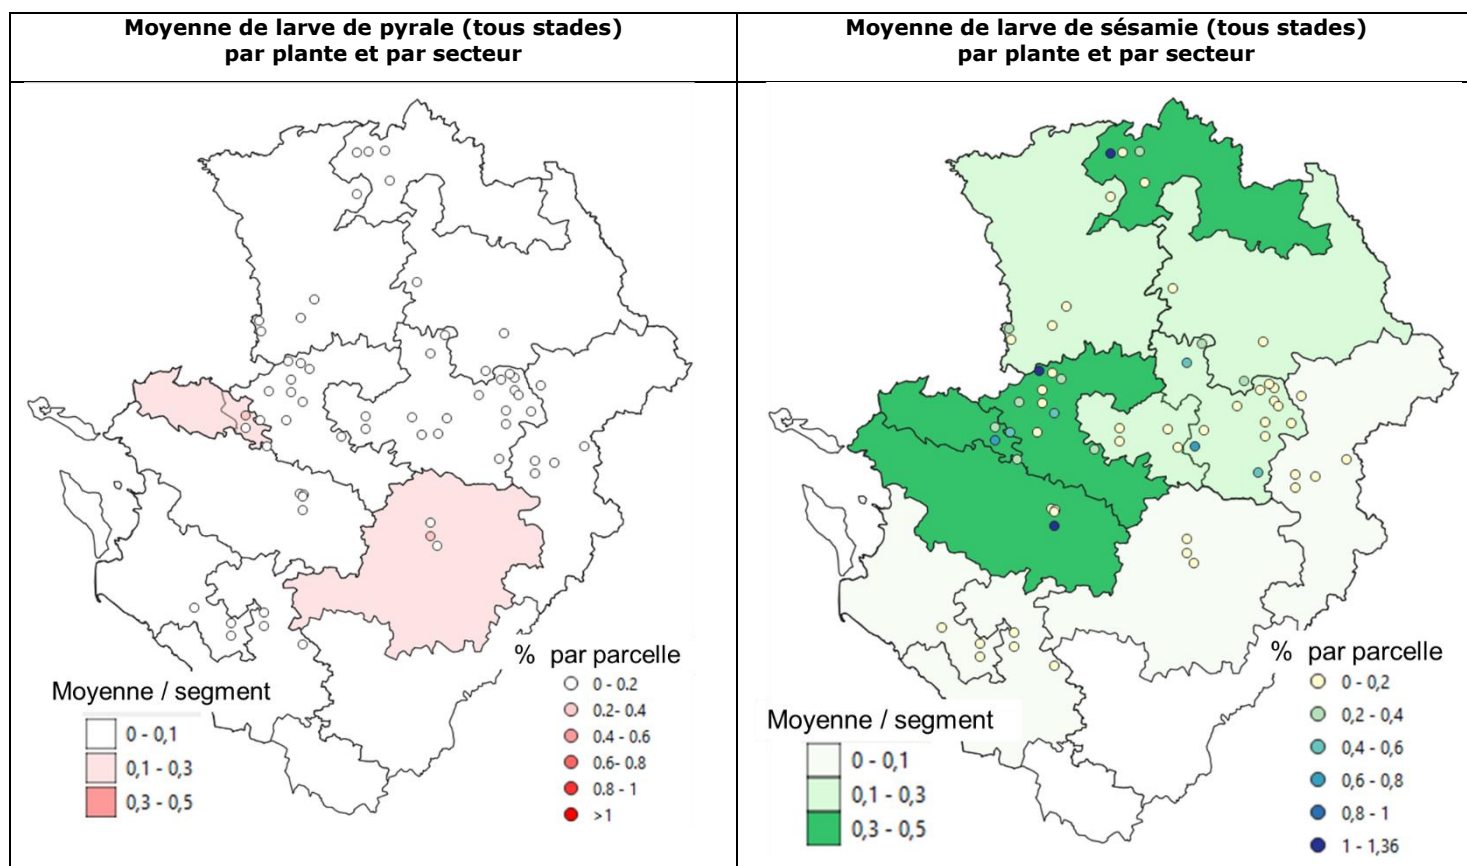 Moyenne de larve de pyrale (tous stades)
par plante et par secteur
Moyenne / segment
0 - 0,1
0,1 - 0,3
0,3 - 0,5
% par parcelle
0 - 0.2
0.2- 0.4
0.4 - 0.6
0.6- 0.8
0.8 - 1
>1
Moyenne de larve de sésamie (tous stades)
par plante et par secteur
Moyenne / segment
0 - 0,1
0,1 - 0,3
0,3 - 0,5
% par parcelle
0 - 0,2
0,2 - 0,4
0,4 - 0,6
0,6 - 0,8
0,8 - 1
1 - 1,36